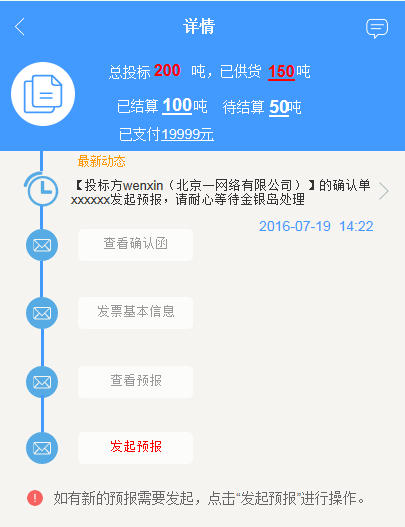 详情
总投标 200 吨，已供货 150吨
已结算 100吨 待结算 50吨
已支付19999元
最新动态
【投标方wenxin（北京一网络有限公司）】的确认单
xxxxxx发起预报，请耐心等待金银岛处理
2016-07-19 14:22
查看确认函
发票基本信息
查看预报
发起预报
如有新的预报需要发起，点击“发起预报”进行操作。